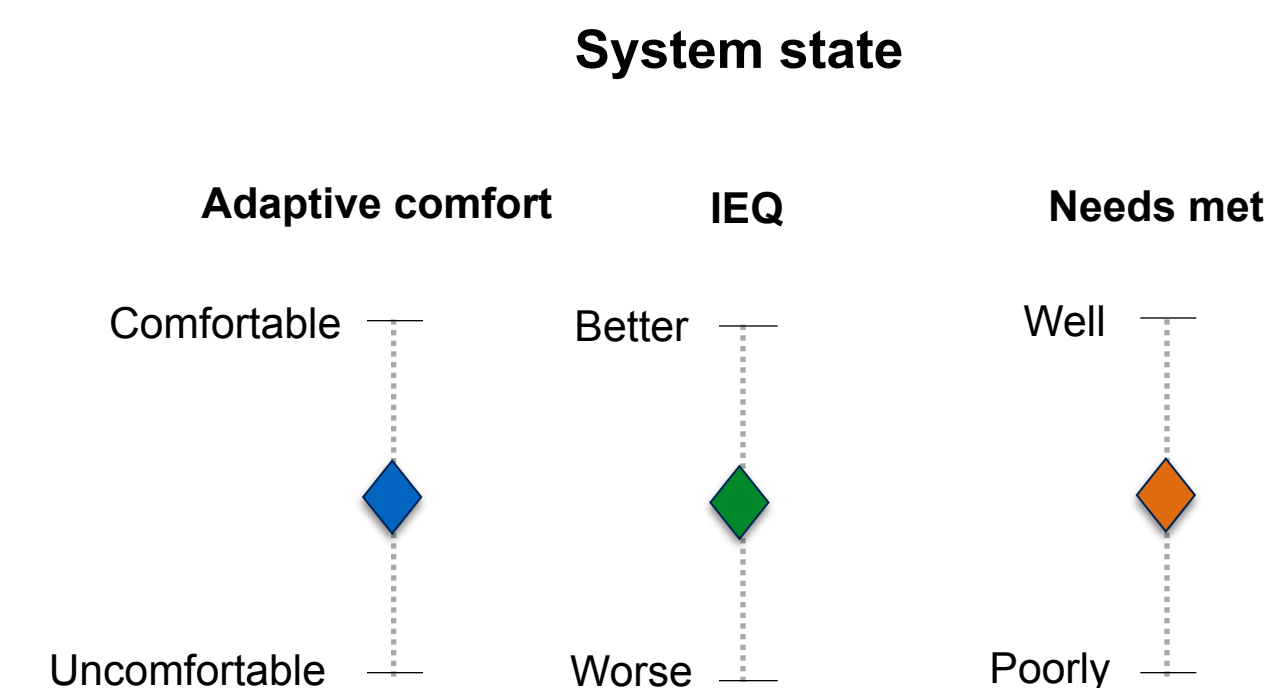 System state
Adaptive comfort
IEQ
Needs met
Comfortable
Better
Well
Uncomfortable
Worse
Poorly